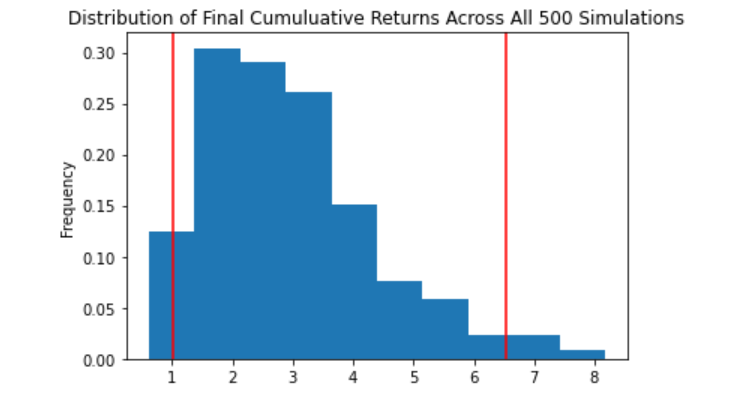 Distribution of Final Cumuluative Returns Across All 500 Simulations
0.30
0.25
0.20
0.15
0.10
0.05
0.00
Frequency
1 2 3 4 5 6 7 8